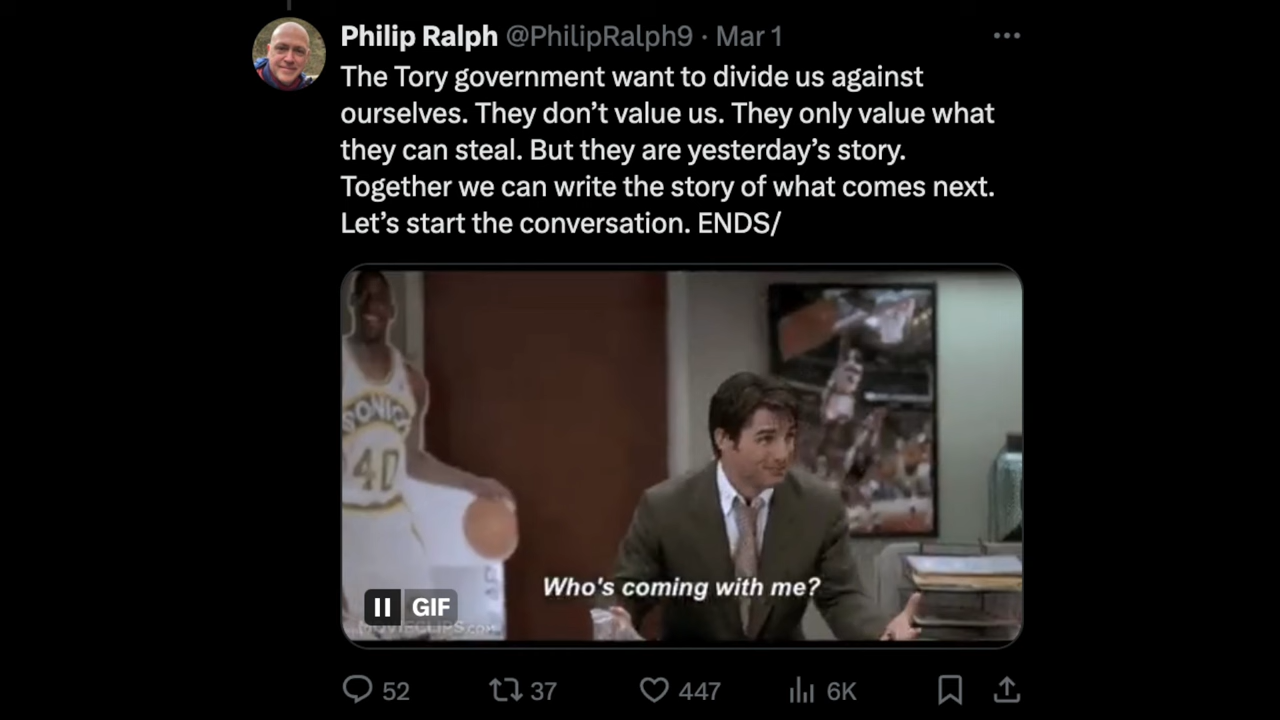 Philip Ralph @PhilipRalph9 · Mar 1
The Tory government want to divide us against
ourselves. They don’t value us. They only value what
they can steal. But they are yesterday’s story.
Together we can write the story of what comes next.
Let’s start the conversation. ENDS/
SONICS
40
Who's coming with me?
GIF
MOVIECLIPS.com
52
37
447
6K